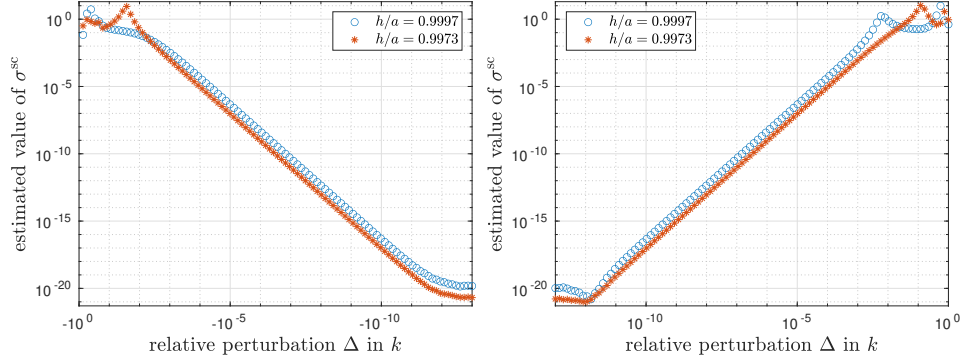 h/a = 0.9997
h/a = 0.9973
estimated value of σ^sc
10^0
10^-5
10^-10
10^-15
10^-20
-10^0
-10^-5
-10^-10
relative perturbation Δ in k
h/a = 0.9997
h/a = 0.9973
estimated value of σ^sc
10^0
10^-5
10^-10
10^-15
10^-20
10^-10
10^-5
10^0
relative perturbation Δ in k